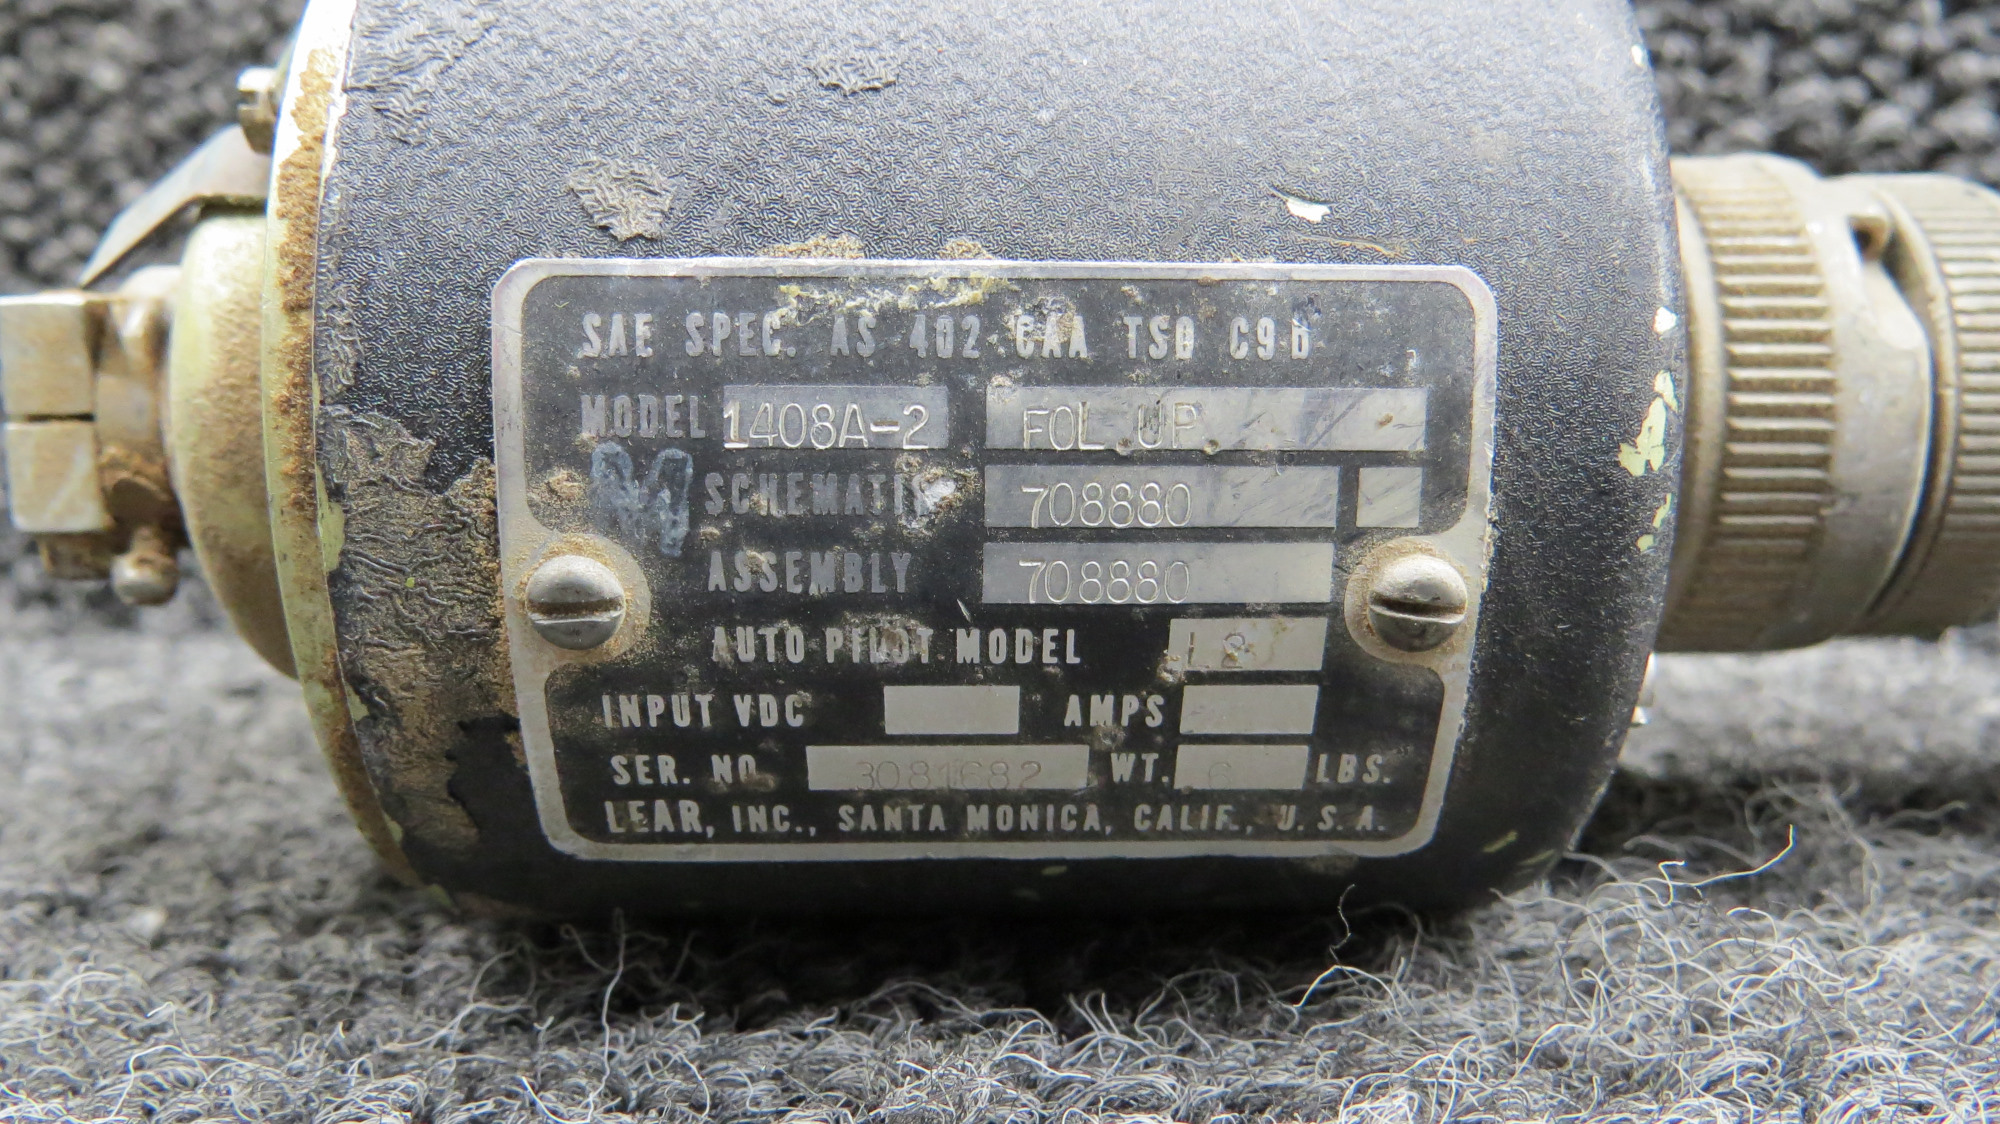 SAE SPEC. AS 402 CAA TSO C9B
MODEL 1408A-2 FOL UP
SCHEMATIC 708880
ASSEMBLY 708880
AUTO PILOT MODEL L2
INPUT VDC AMPS
SER. NO. 3081682 WT. 6 LBS.
LEAR, INC., SANTA MONICA, CALIF., U.S.A.